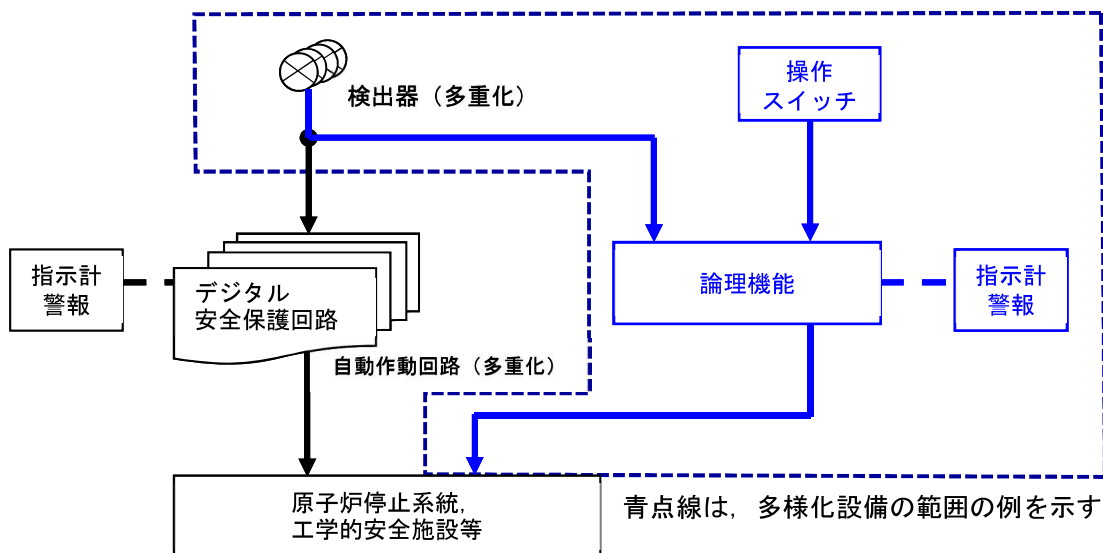 検出器（多重化）
操作
スイッチ
指示計
警報
デジタル
安全保護回路
論理機能
指示計
警報
自動作動回路（多重化）
原子炉停止系統，
工学的安全施設等
青点線は，多様化設備の範囲の例を示す